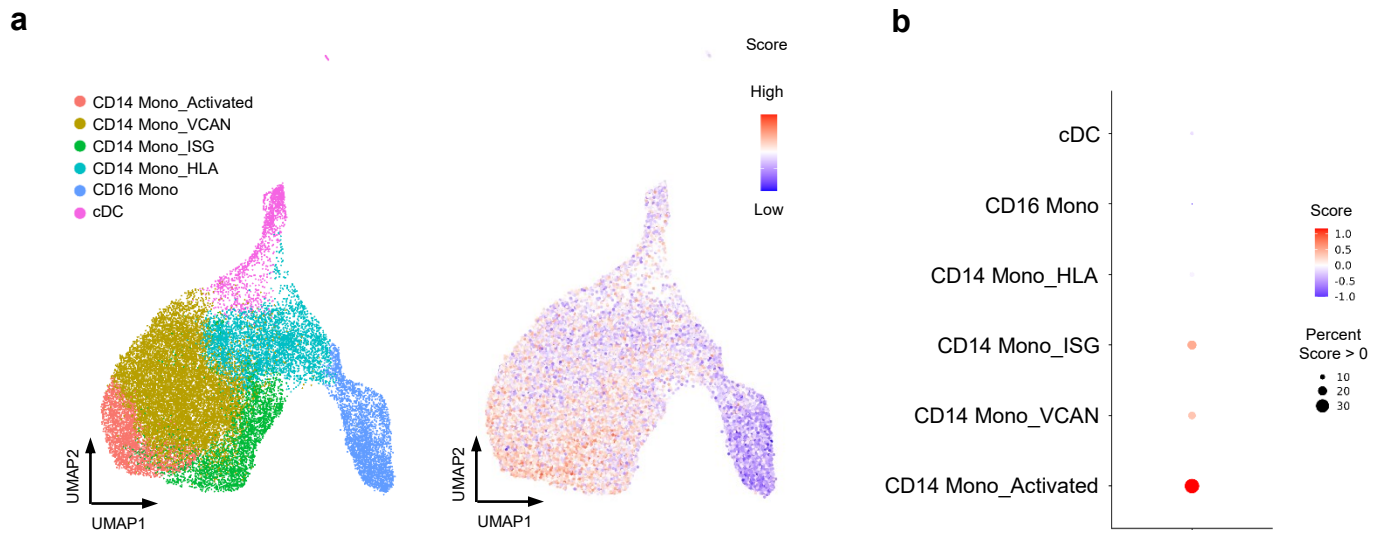 a
CD14 Mono_Activated
CD14 Mono_VCAN
CD14 Mono_ISG
CD14 Mono_HLA
CD16 Mono
cDC
UMAP2
UMAP1
Score
High
Low
UMAP2
UMAP1
b
cDC
CD16 Mono
CD14 Mono_HLA
CD14 Mono_ISG
CD14 Mono_VCAN
CD14 Mono_Activated
Score
1.0
0.5
0.0
-0.5
-1.0
Percent
Score > 0
10
20
30